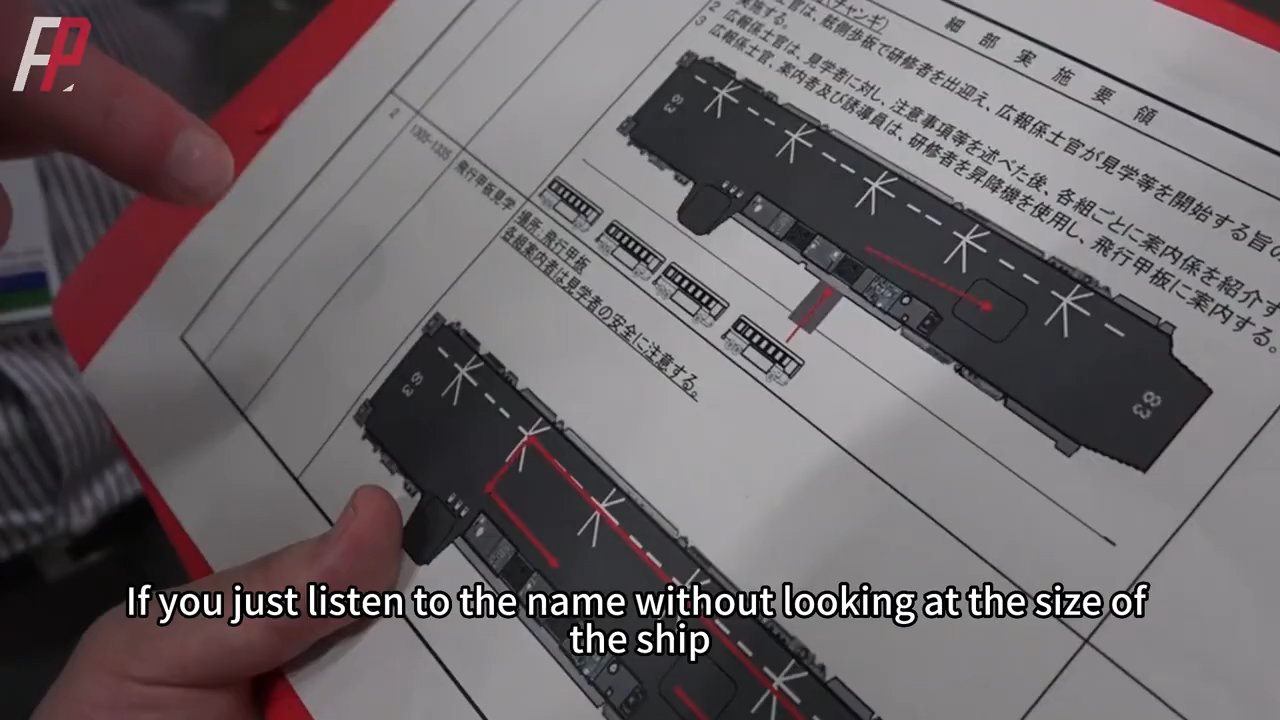 FP
細部実施要領
(チャンギ)
官は、舷側歩板で研修者を出迎え、広報係士官が見学等を開始する旨の
2 実施する。
3 広報係士官は、見学者に対し、注意事項等を述べた後、各組ごとに案内係を紹介す
広報係士官、案内者及び誘導員は、研修者を昇降機を使用し、飛行甲板に案内する。
83
83
2
1305-1335
飛行甲板見学
場所:飛行甲板
各組案内者は見学者の安全に注意する。
83
If you just listen to the name without looking at the size of
the ship